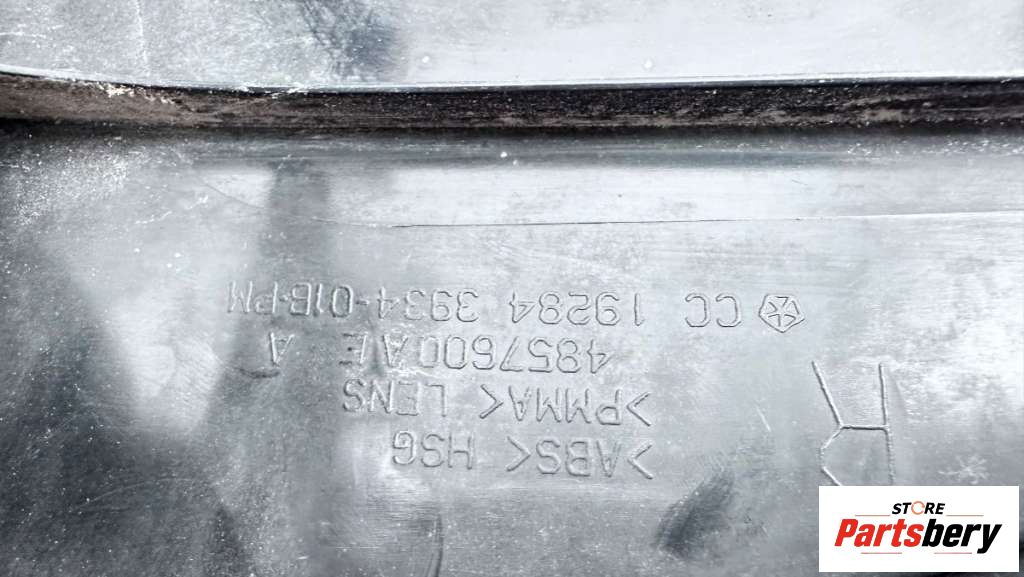 R
>ABS< HSG
>PMMA< LENS
4857600AE A
CC 19284 3934-01B-PM
STORE
Partsbery